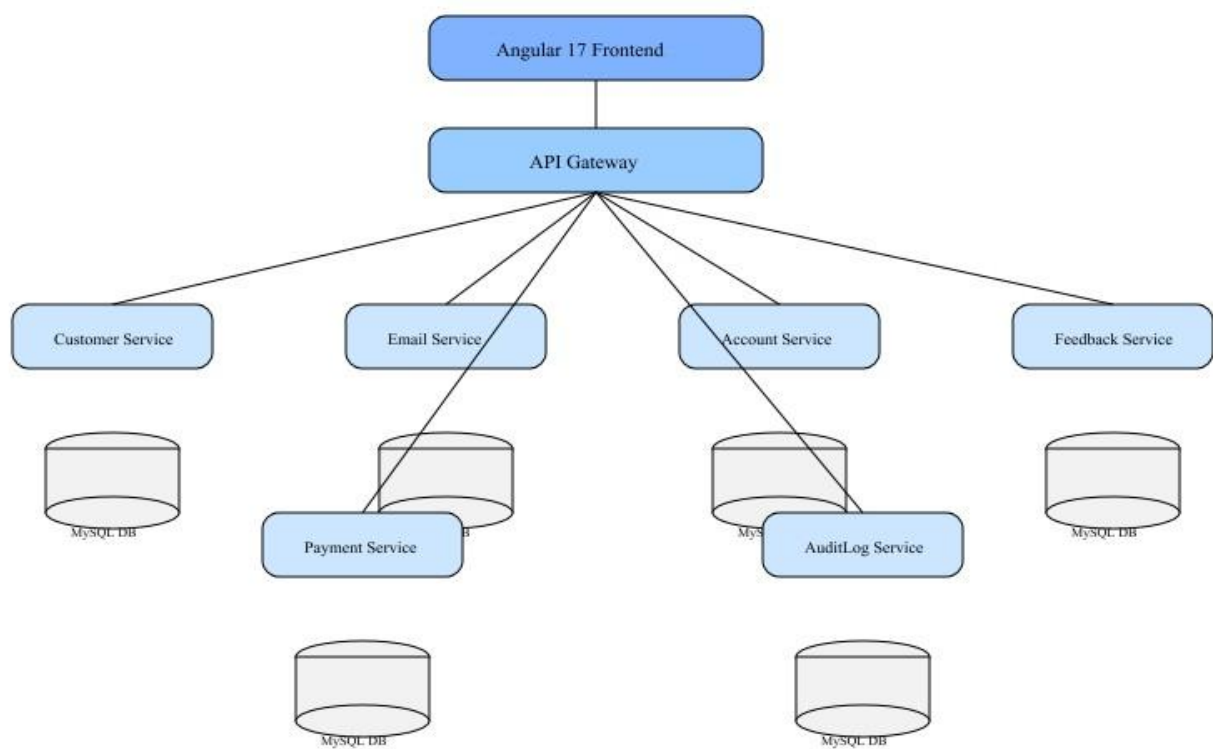 Angular 17 Frontend
API Gateway
Customer Service
Email Service
Account Service
Feedback Service
MySQL DB
MySQL DB
Payment Service
AuditLog Service
MySQL DB
MySQL DB